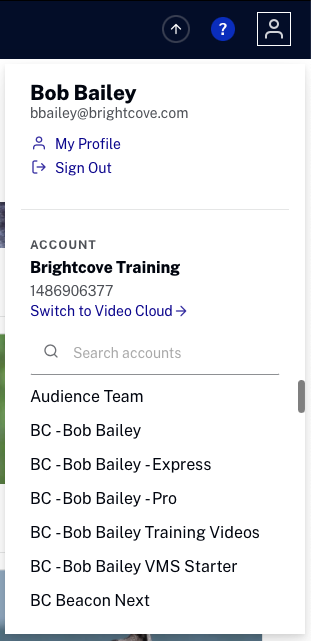 ?
Bob Bailey
bbailey@brightcove.com
My Profile
Sign Out
ACCOUNT
Brightcove Training
1486906377
Switch to Video Cloud→
Search accounts
Audience Team
BC - Bob Bailey
BC - Bob Bailey - Express
BC - Bob Bailey - Pro
BC - Bob Bailey Training Videos
BC - Bob Bailey VMS Starter
BC Beacon Next